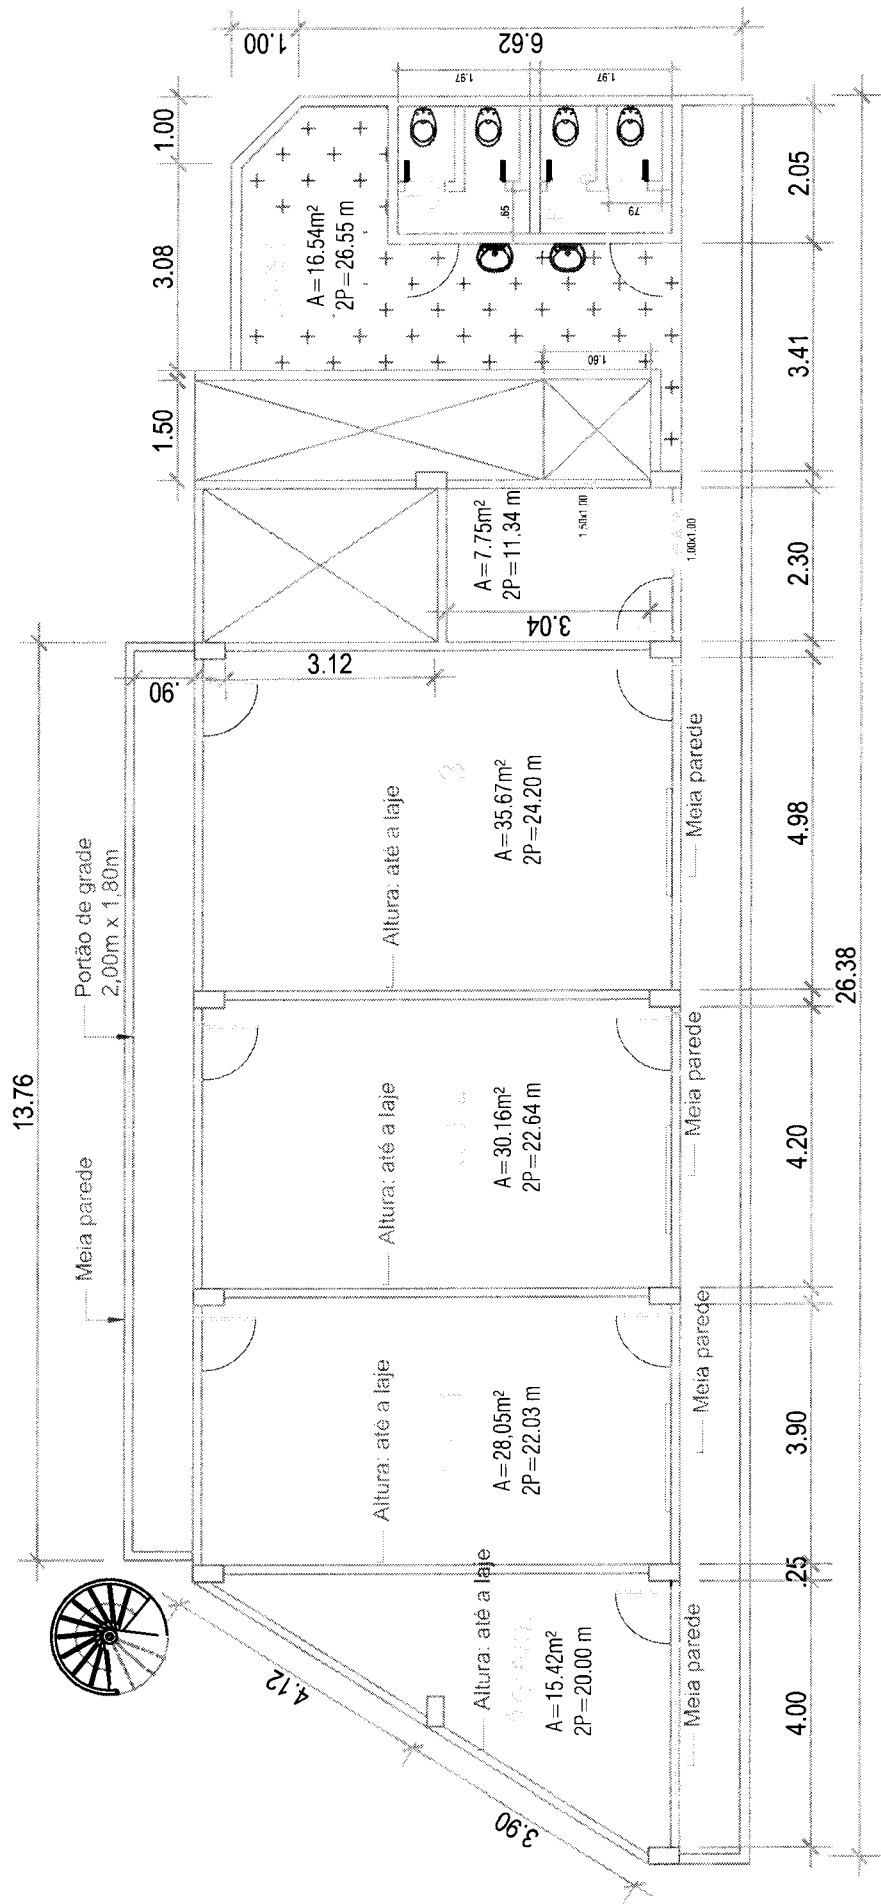 13.76
Portão de grade
2,00m x 1,80m
Meia parede
1.00
3.08
1.50
1.00
6.62
1.97
1.97
.65
.79
A=16.54m²
2P=26.55 m
1.60
A=7.75m²
2P=11.34 m
1.50x1.00
1.00x1.00
3.04
.90
3.12
Altura: até a laje
A=35.67m²
2P=24.20 m
Meia parede
Altura: até a laje
A=30.16m²
2P=22.64 m
Meia parede
Altura: até a laje
A=28,05m²
2P=22.03 m
Meia parede
Altura: até a laje
A=15.42m²
2P=20.00 m
Meia parede
4.12
3.90
4.00
.25
3.90
4.20
4.98
2.30
3.41
2.05
26.38